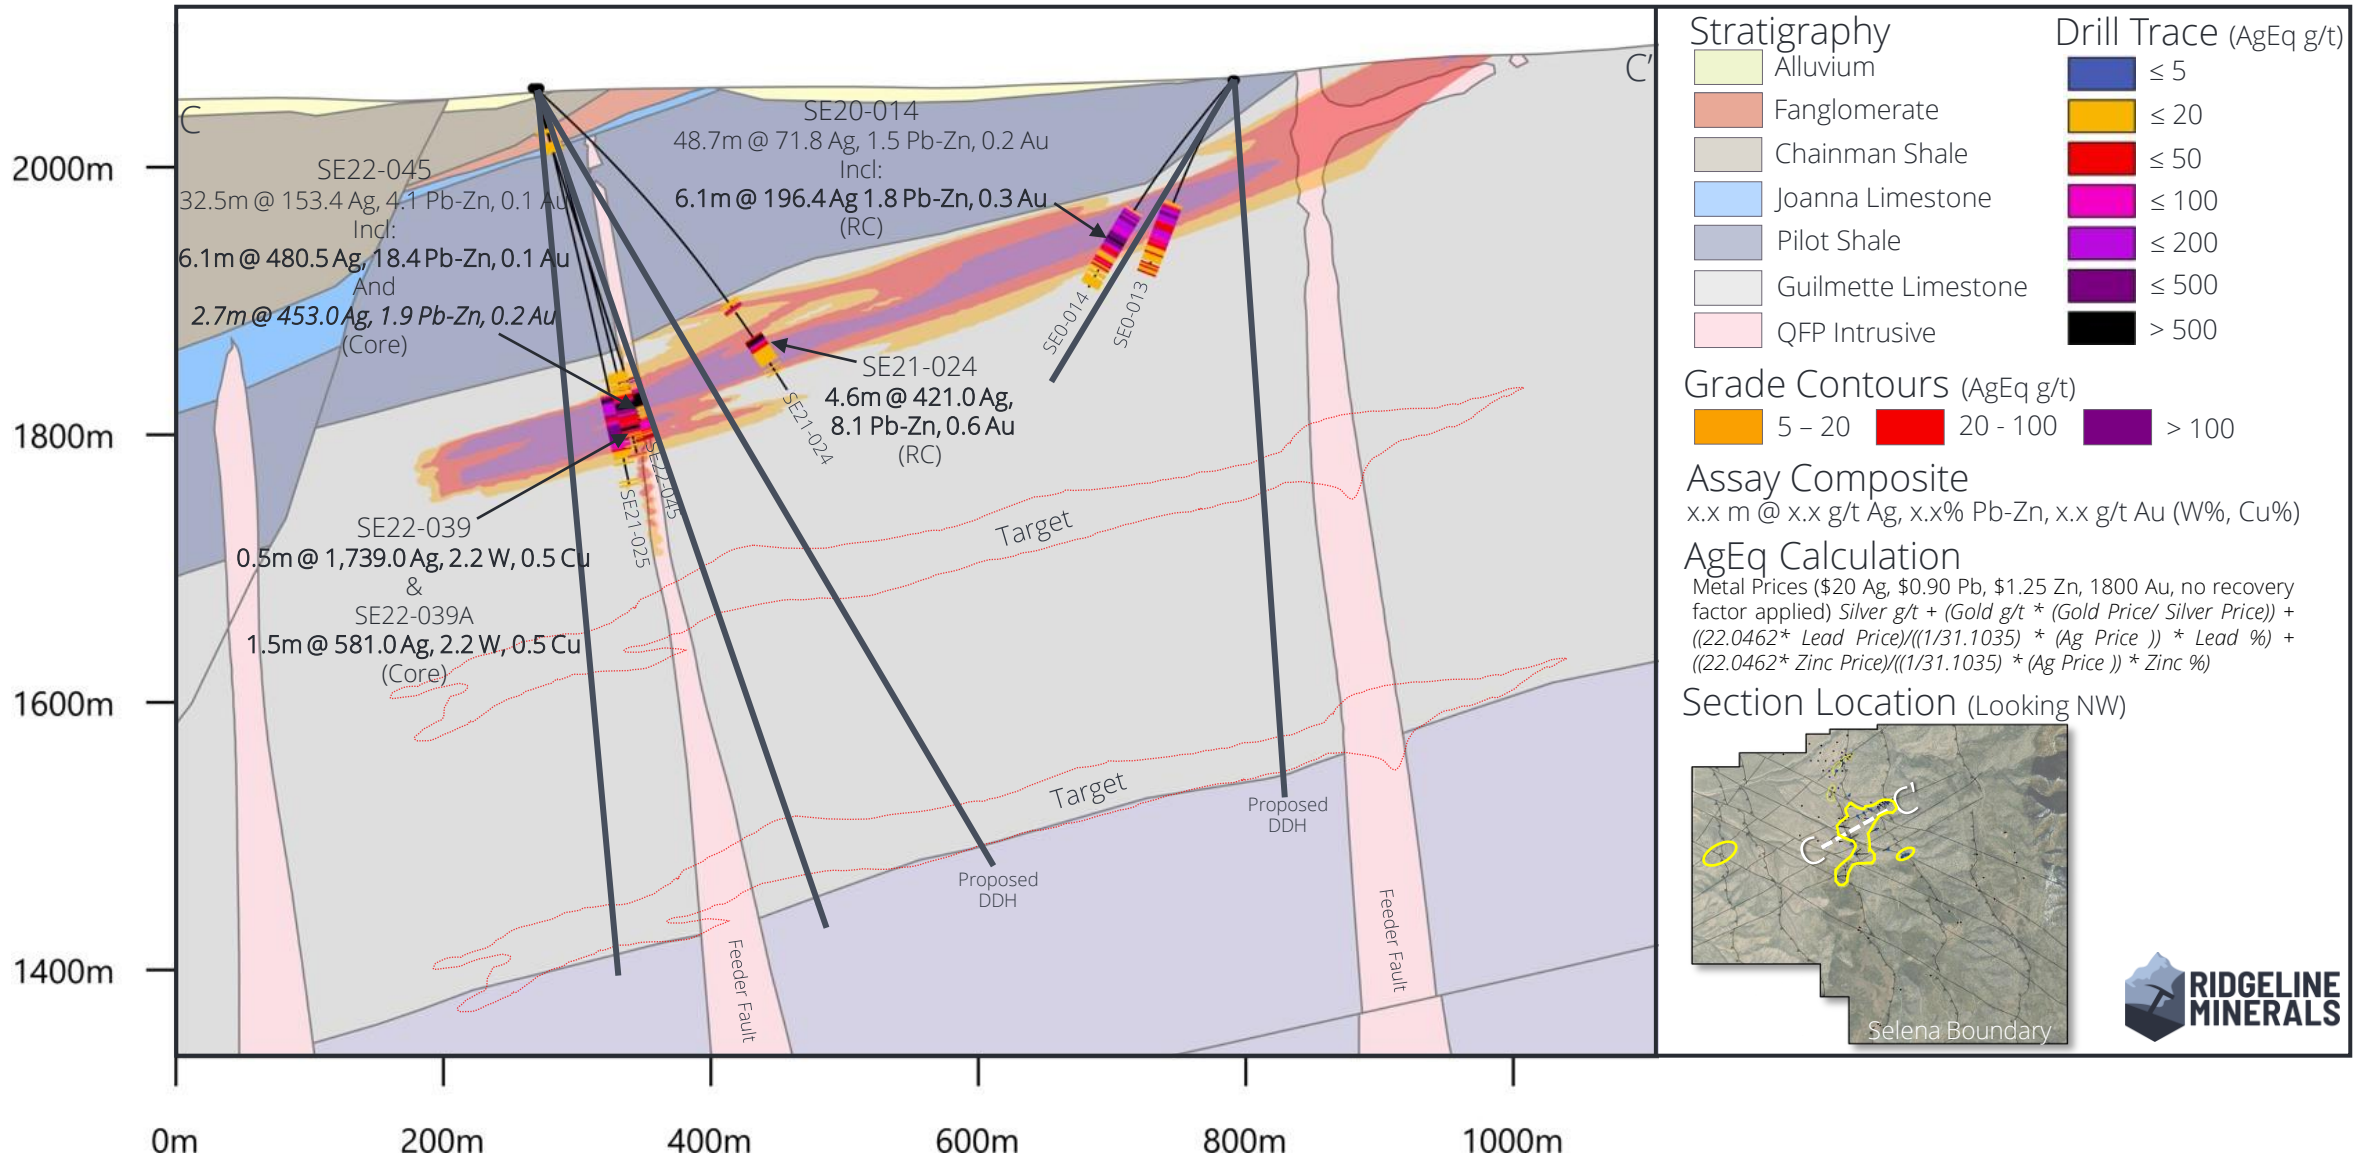 C
C'
SE22-045
32.5m @ 153.4 Ag, 4.1 Pb-Zn, 0.1 Au
Incl:
6.1m @ 480.5 Ag, 18.4 Pb-Zn, 0.1 Au
And
2.7m @ 453.0 Ag, 1.9 Pb-Zn, 0.2 Au
(Core)
SE20-014
48.7m @ 71.8 Ag, 1.5 Pb-Zn, 0.2 Au
Incl:
6.1m @ 196.4 Ag 1.8 Pb-Zn, 0.3 Au
(RC)
SE21-024
4.6m @ 421.0 Ag,
8.1 Pb-Zn, 0.6 Au
(RC)
SE22-039
0.5m @ 1,739.0 Ag, 2.2 W, 0.5 Cu
&
SE22-039A
1.5m @ 581.0 Ag, 2.2 W, 0.5 Cu
(Core)
SE0-014
SE0-013
SE21-024
SE22-045
SE21-025
Target
Target
Proposed
DDH
Proposed
DDH
Feeder Fault
Feeder Fault
2000m
1800m
1600m
1400m
0m
200m
400m
600m
800m
1000m
Stratigraphy
Alluvium
Fanglomerate
Chainman Shale
Joanna Limestone
Pilot Shale
Guilmette Limestone
QFP Intrusive
Drill Trace (AgEq g/t)
≤ 5
≤ 20
≤ 50
≤ 100
≤ 200
≤ 500
> 500
Grade Contours (AgEq g/t)
5 – 20
20 - 100
> 100
Assay Composite
x.x m @ x.x g/t Ag, x.x% Pb-Zn, x.x g/t Au (W%, Cu%)
AgEq Calculation
Metal Prices ($20 Ag, $0.90 Pb, $1.25 Zn, 1800 Au, no recovery
factor applied) Silver g/t + (Gold g/t * (Gold Price/ Silver Price)) +
((22.0462* Lead Price)/((1/31.1035) * (Ag Price )) * Lead %) +
((22.0462* Zinc Price)/((1/31.1035) * (Ag Price )) * Zinc %)
Section Location (Looking NW)
C
C'
Selena Boundary
RIDGELINE
MINERALS